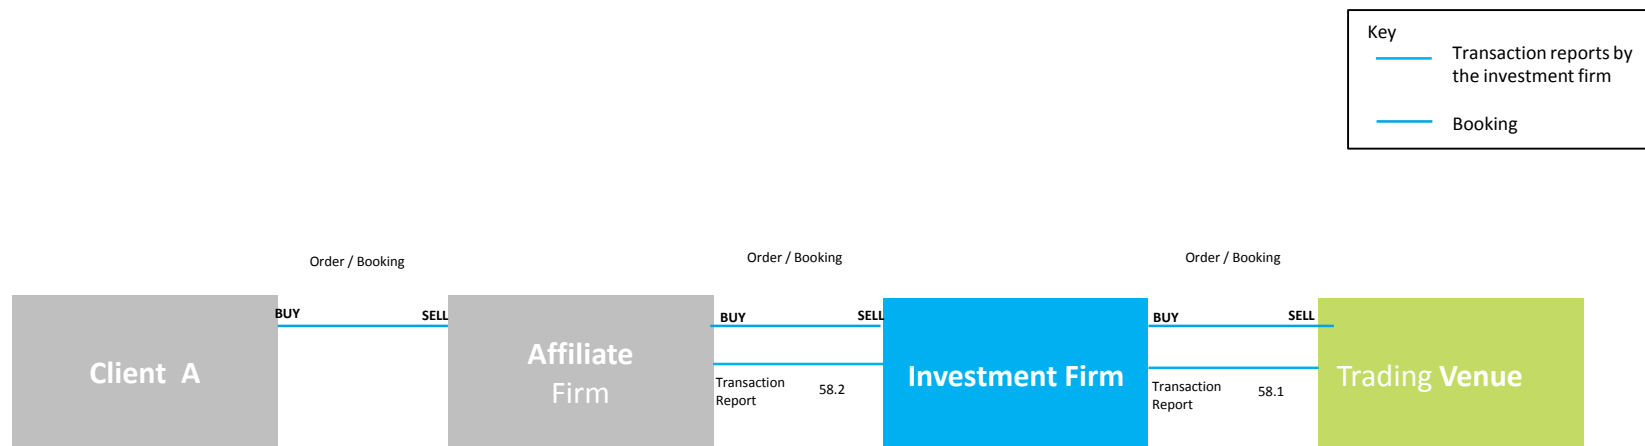 Key
Transaction reports by
the investment firm
Booking
Order / Booking
Order / Booking
Order / Booking
BUY
SELL
BUY
SELL
BUY
SELL
Client A
Affiliate
Firm
Transaction
Report
58.2
Investment Firm
Transaction
Report
58.1
Trading Venue